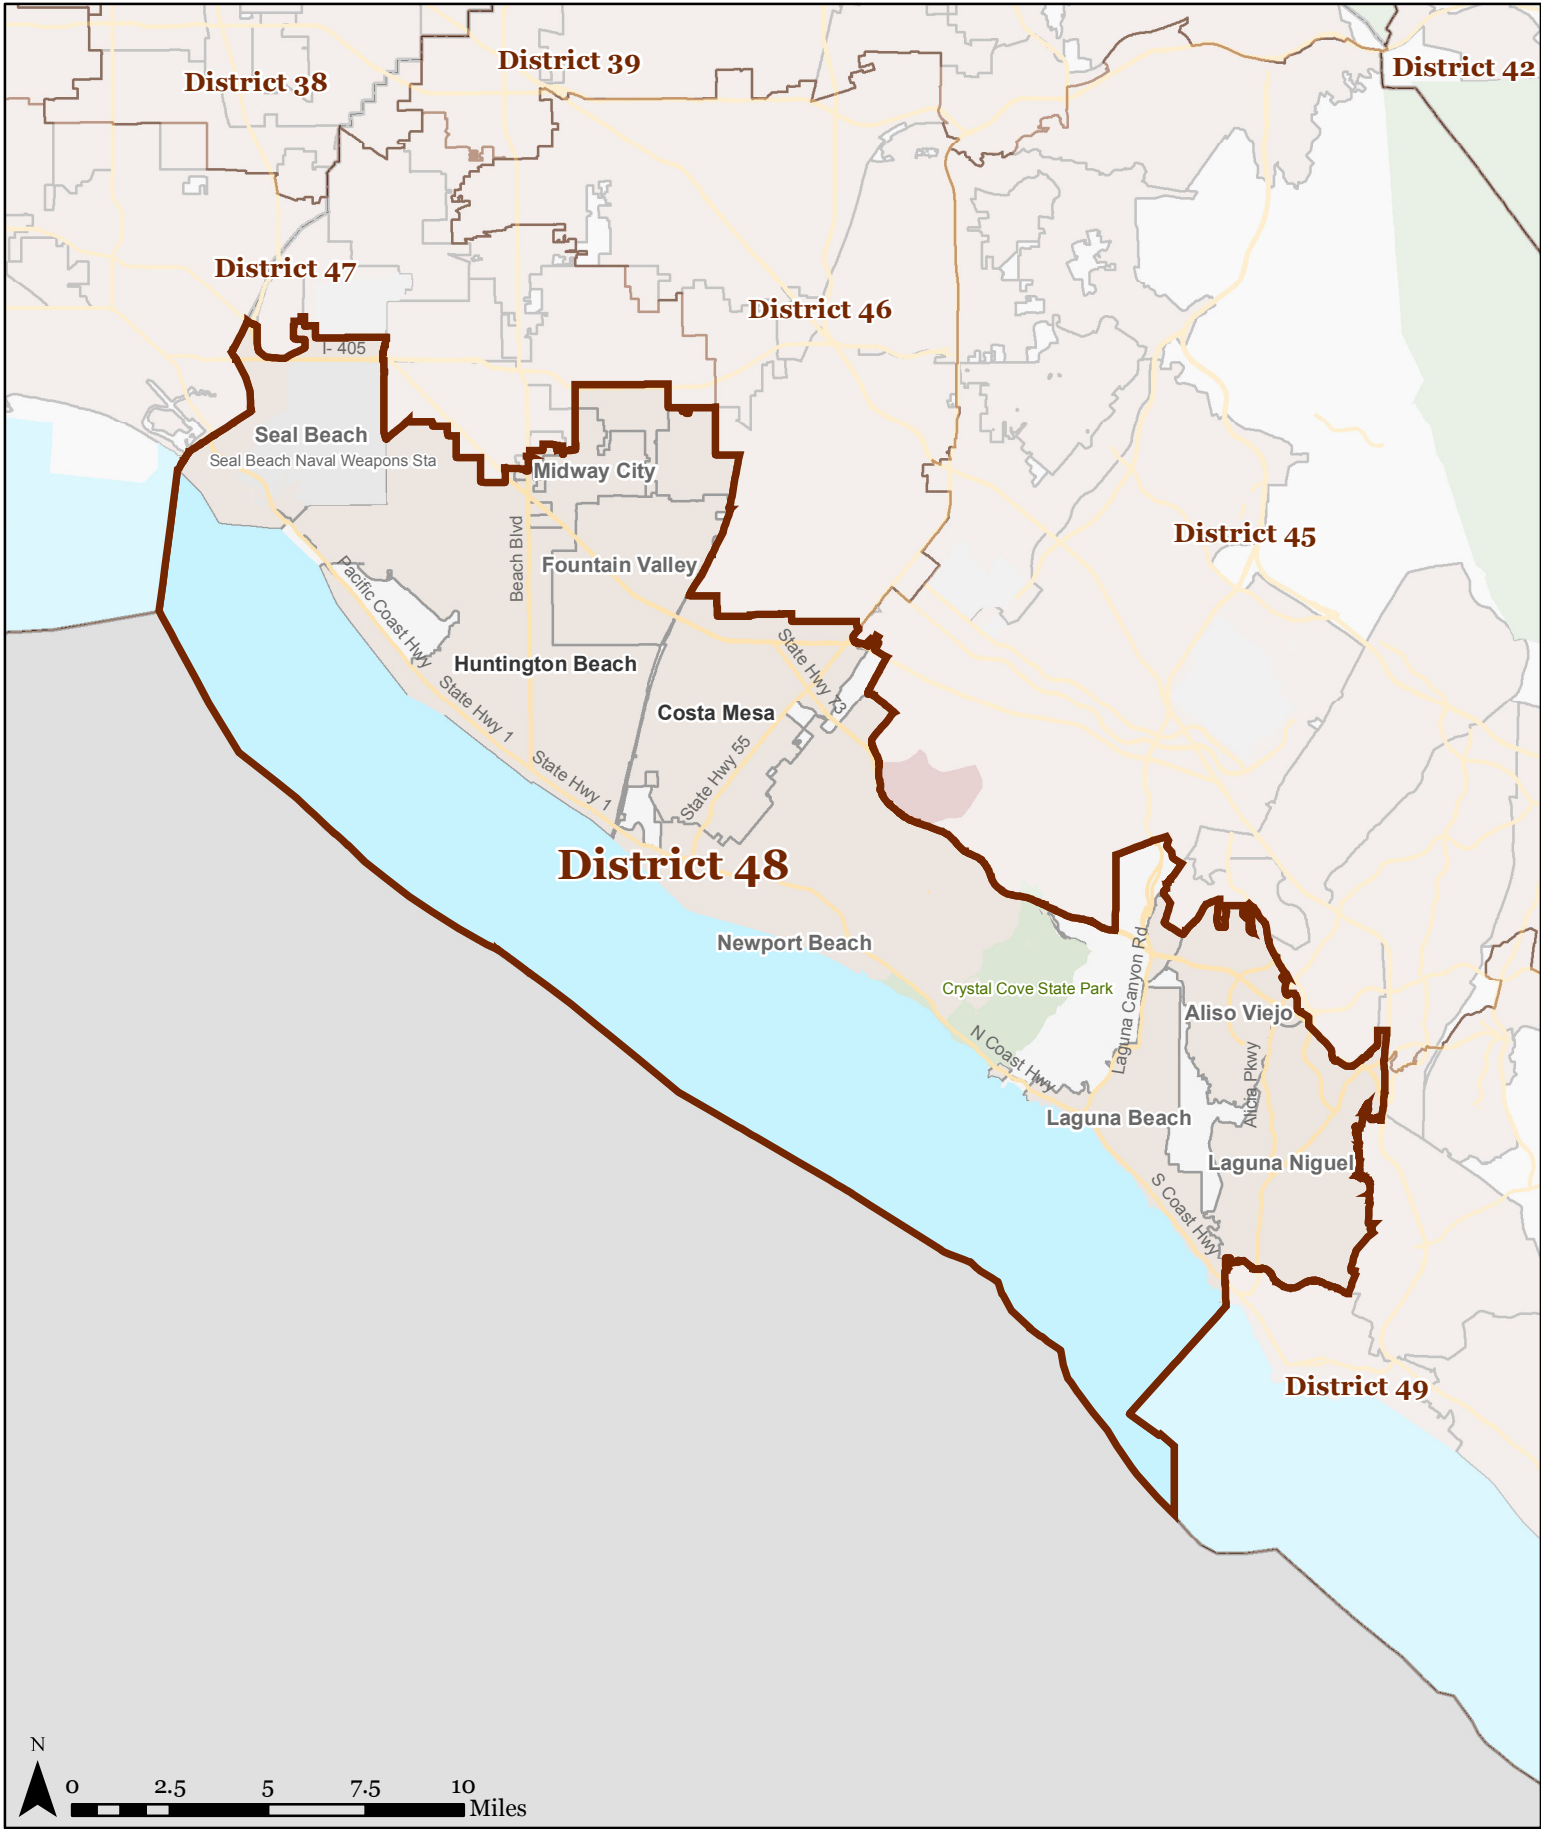 District 39
District 38
District 42
District 47
District 46
I- 405
Seal Beach
Seal Beach Naval Weapons Sta
Midway City
District 45
Beach Blvd
Fountain Valley
Pacific Coast Hwy
Huntington Beach
State Hwy 73
State Hwy 1
Costa Mesa
State Hwy 55
State Hwy 1
District 48
Newport Beach
Crystal Cove State Park
Laguna Canyon Rd
Aliso Viejo
N Coast Hwy
Alicia Pkwy
Laguna Beach
Laguna Niguel
S Coast Hwy
District 49
N
0 2.5 5 7.5 10
Miles